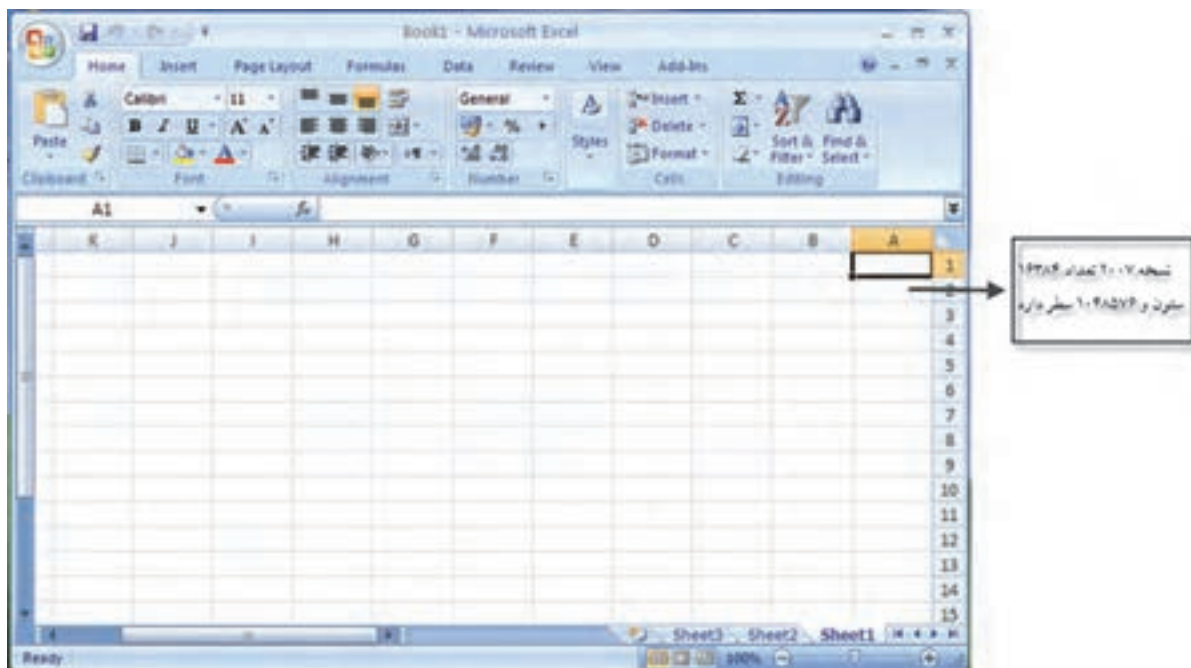 Book1 - Microsoft Excel
Home Insert Page Layout Formulas Data Review View Add-Ins
Calibri 11 General Insert Σ
Paste B I U A A % Styles Delete Sort & Find &
A Format Filter Select
Clipboard Font Alignment Number Cells Editing
A1 fx
K J I H G F E D C B A
1
2
3
4
5
6
7
8
9
10
11
12
13
14
15
Sheet3 Sheet2 Sheet1
Ready 100%
نسخه ۲۰۰۷ تعداد ۱۶۳۸۴
ستون و ۱۰۴۸۵۷۶ سطر دارد